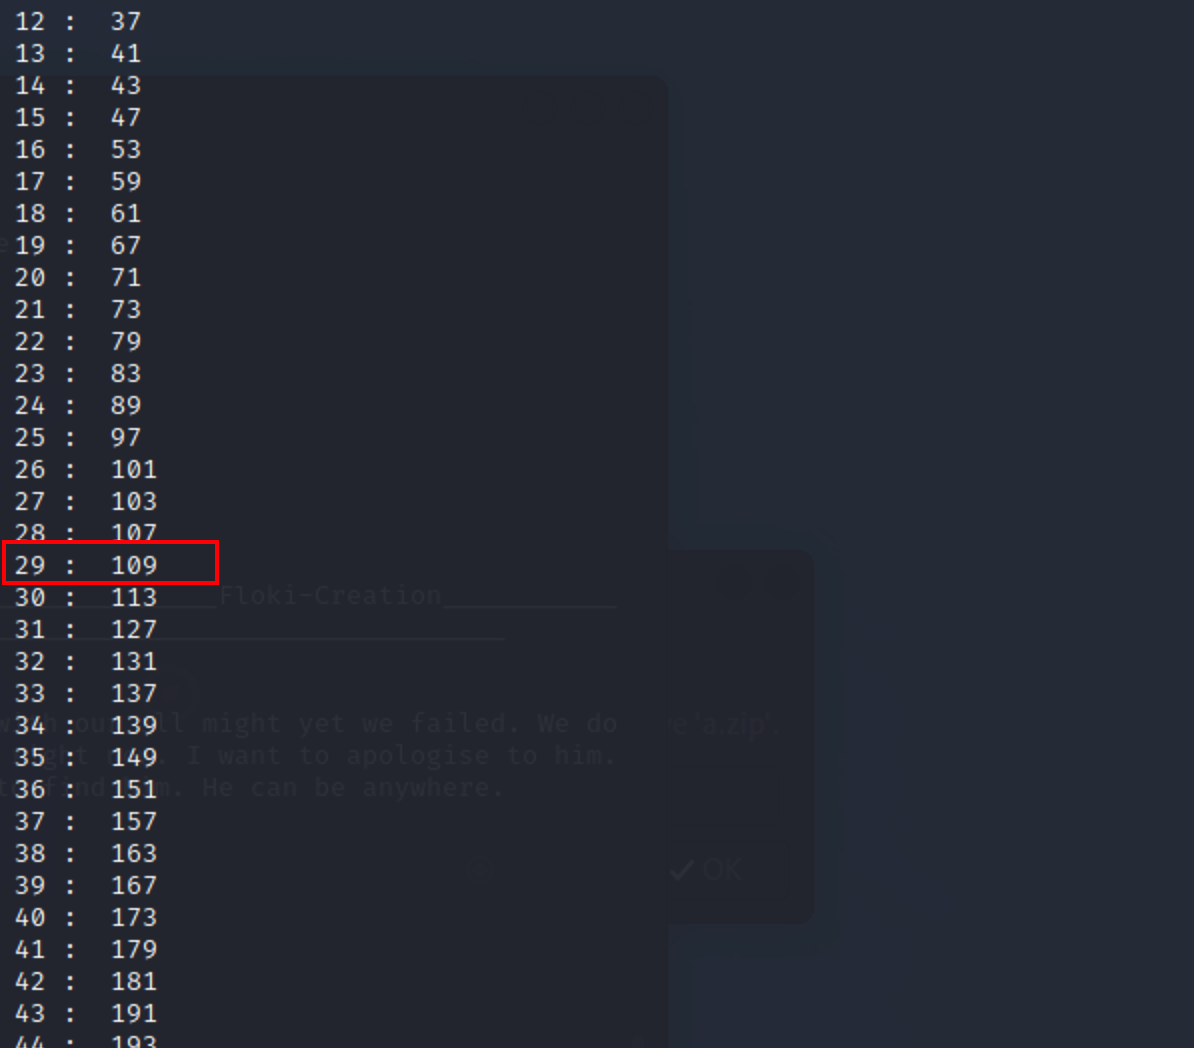 12 : 37
13 : 41
14 : 43
15 : 47
16 : 53
17 : 59
18 : 61
19 : 67
20 : 71
21 : 73
22 : 79
23 : 83
24 : 89
25 : 97
26 : 101
27 : 103
28 : 107
29 : 109
30 : 113
Floki-Creation
31 : 127
32 : 131
33 : 137
34 : 139
might yet we failed. We do
'a.zip'.
35 : 149
I want to apologise to him.
36 : 151
find
He can be anywhere.
37 : 157
38 : 163
39 : 167
OK
40 : 173
41 : 179
42 : 181
43 : 191
44 : 193